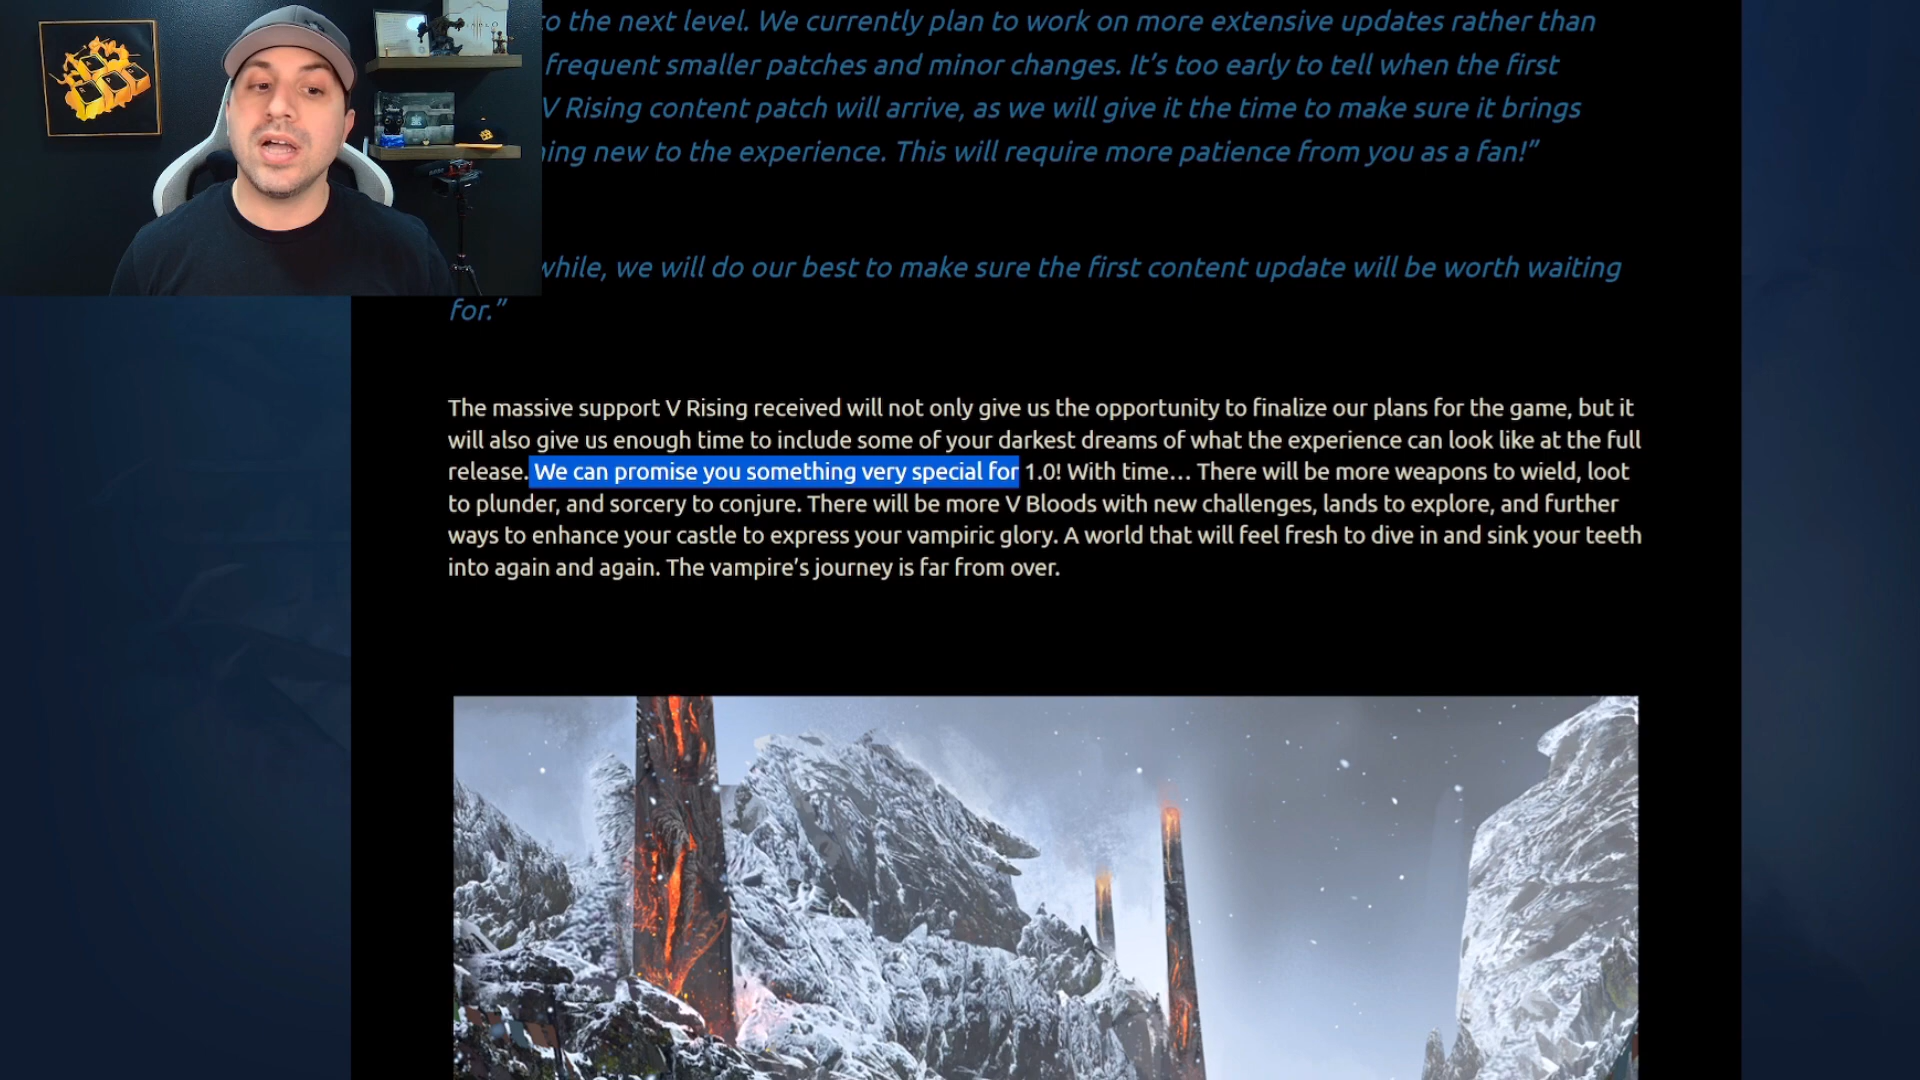 to the next level. We currently plan to work on more extensive updates rather than
frequent smaller patches and minor changes. It’s too early to tell when the first
V Rising content patch will arrive, as we will give it the time to make sure it brings
new to the experience. This will require more patience from you as a fan!”
while, we will do our best to make sure the first content update will be worth waiting
for.”
The massive support V Rising received will not only give us the opportunity to finalize our plans for the game, but it
will also give us enough time to include some of your darkest dreams of what the experience can look like at the full
release. We can promise you something very special for 1.0! With time... There will be more weapons to wield, loot
to plunder, and sorcery to conjure. There will be more V Bloods with new challenges, lands to explore, and further
ways to enhance your castle to express your vampiric glory. A world that will feel fresh to dive in and sink your teeth
into again and again. The vampire’s journey is far from over.